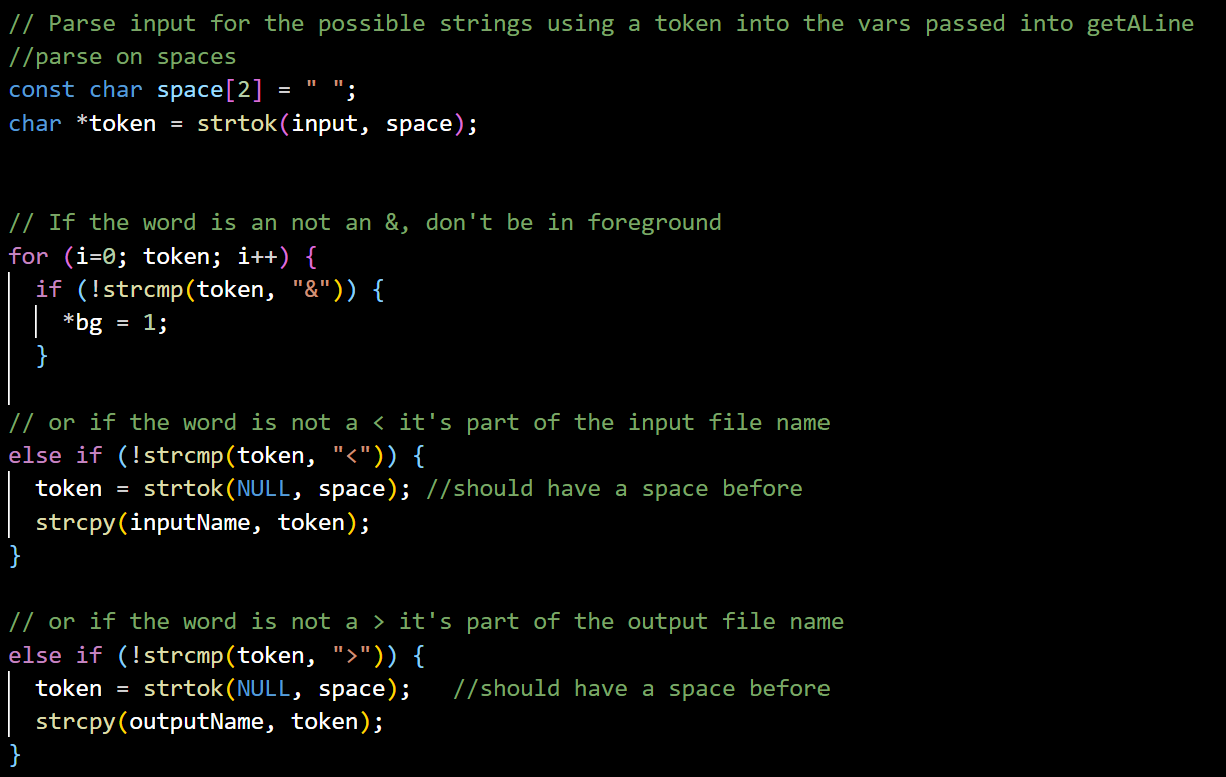 // Parse input for the possible strings using a token into the vars passed into getALine
//parse on spaces
const char space[2] = " ";
char *token = strtok(input, space);
// If the word is an not an &, don't be in foreground
for (i=0; token; i++) {
if (!strcmp(token, "&")) {
*bg = 1;
}
// or if the word is not a < it's part of the input file name
else if (!strcmp(token, "<")) {
token = strtok(NULL, space); //should have a space before
strcpy(inputName, token);
}
// or if the word is not a > it's part of the output file name
else if (!strcmp(token, ">")) {
token = strtok(NULL, space);   //should have a space before
strcpy(outputName, token);
}